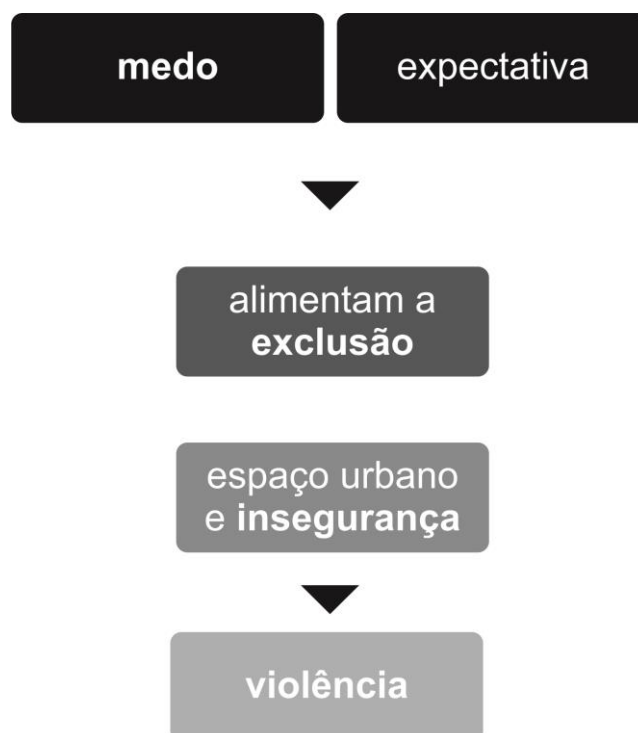 medo
expectativa
alimentam a
exclusão
espaço urbano
e insegurança
violência